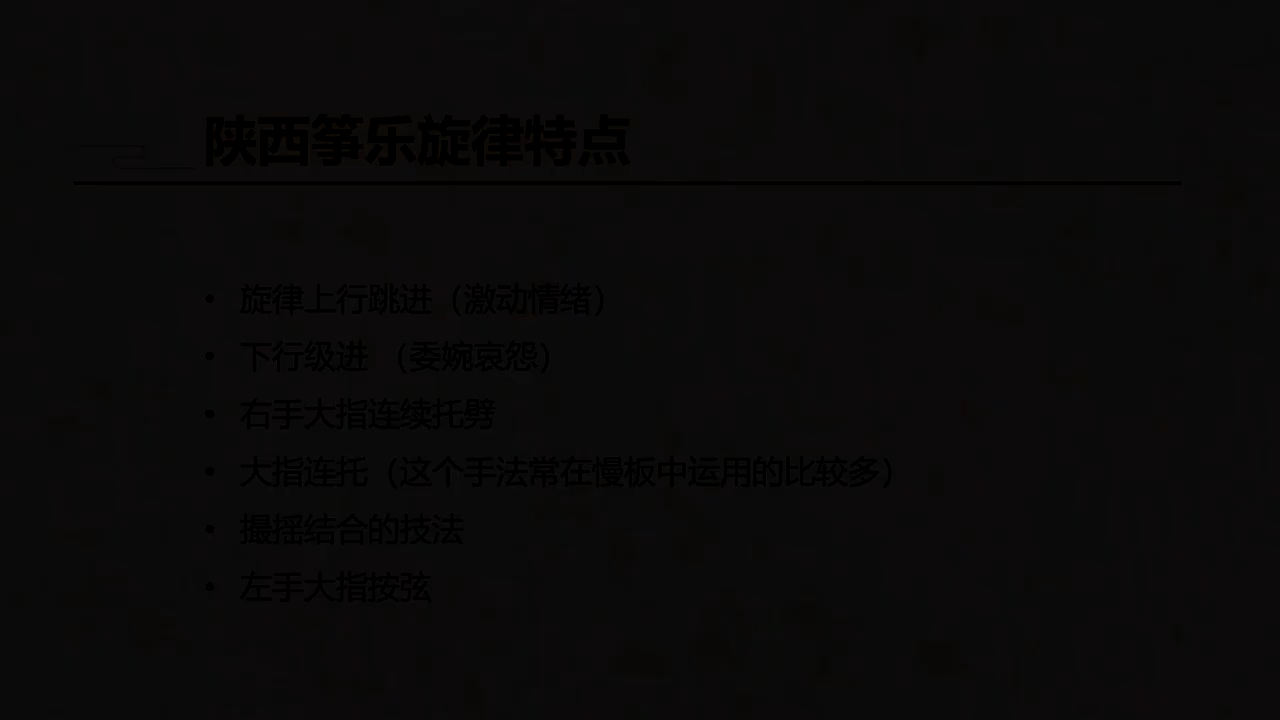 陕西筝乐旋律特点
• 旋律上行跳进（激动情绪）
• 下行级进 （委婉哀怨）
• 右手大指连续托劈
• 大指连托（这个手法常在慢板中运用的比较多）
• 撮摇结合的技法
• 左手大指按弦